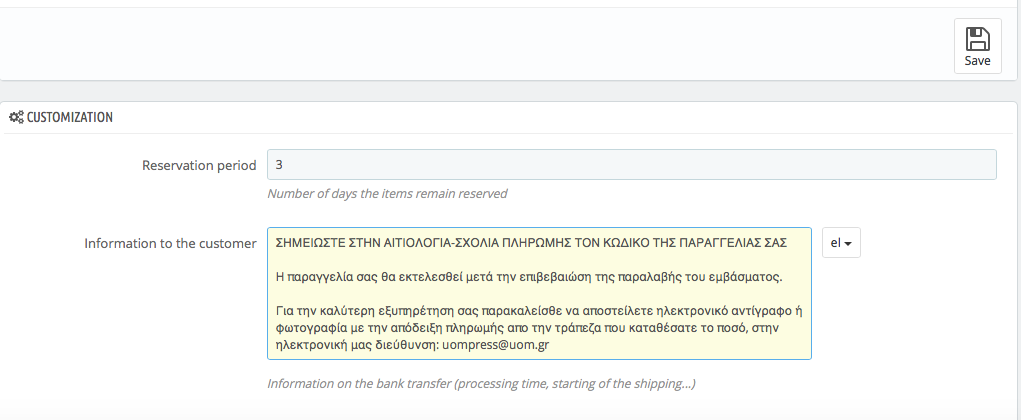 Save
CUSTOMIZATION
Reservation period
3
Number of days the items remain reserved
Information to the customer
ΣΗΜΕΙΩΣΤΕ ΣΤΗΝ ΑΙΤΙΟΛΟΓΙΑ-ΣΧΟΛΙΑ ΠΛΗΡΩΜΗΣ ΤΟΝ ΚΩΔΙΚΟ ΤΗΣ ΠΑΡΑΓΓΕΛΙΑΣ ΣΑΣ
el
Η παραγγελία σας θα εκτελεσθεί μετά την επιβεβαιώση της παραλαβής του εμβάσματος.
Για την καλύτερη εξυπηρέτηση σας παρακαλείσθε να αποστείλετε ηλεκτρονικό αντίγραφο ή
φωτογραφία με την απόδειξη πληρωμής απο την τράπεζα που καταθέσατε το ποσό, στην
ηλεκτρονική μας διεύθυνση: uompress@uom.gr
Information on the bank transfer (processing time, starting of the shipping...)